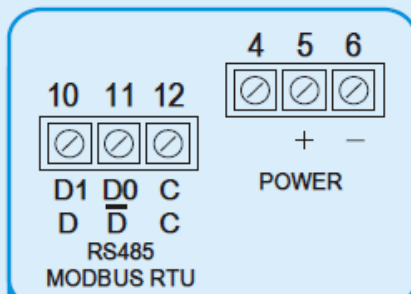 4 5 6
+ −
POWER
10 11 12
D1 D0 C
D D̅ C
RS485
MODBUS RTU